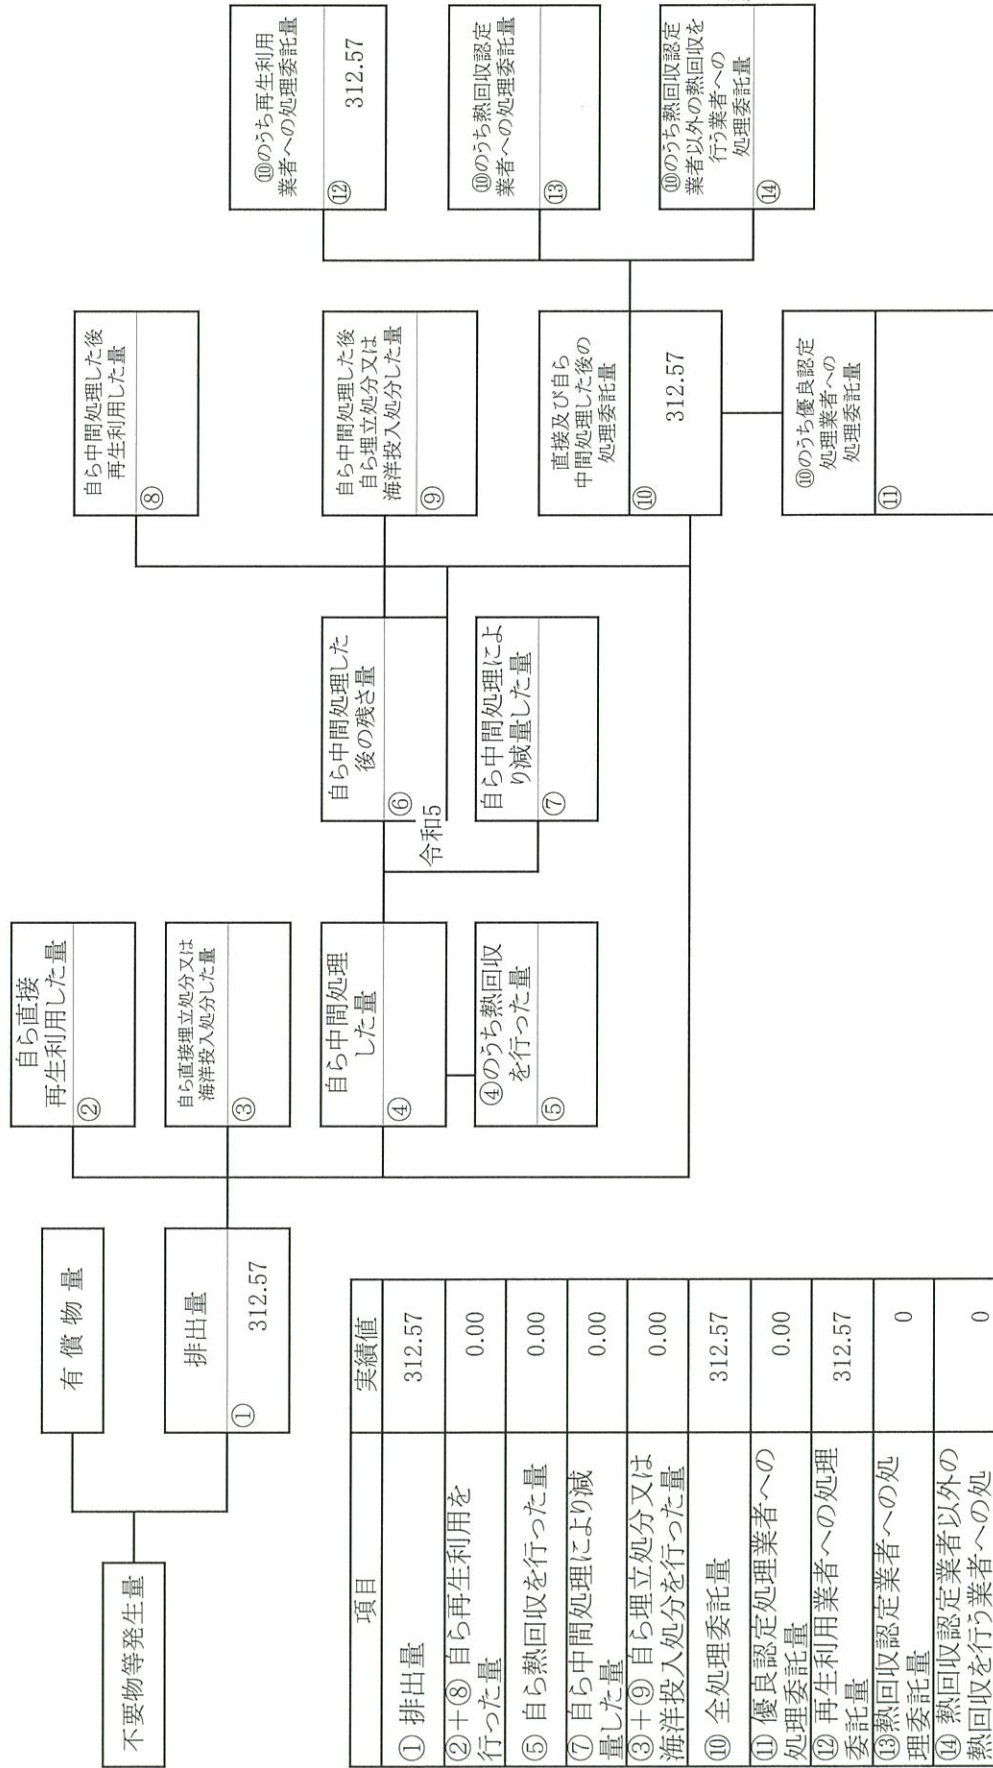 不要物等発生量
有償物量
排出量
①
312.57
自ら直接
再生利用した量
②
自ら直接埋立処分又は
海洋投入処分した量
③
自ら中間処理
した量
④
④のうち熱回収
を行った量
⑤
自ら中間処理した
後の残さ量
⑥
令和5
自ら中間処理によ
り減量した量
⑦
自ら中間処理した後
再生利用した量
⑧
自ら中間処理した後
自ら埋立処分又は
海洋投入処分した量
⑨
直接及び自ら
中間処理した後の
処理委託量
⑩
312.57
⑩のうち優良認定
処理業者への
処理委託量
⑪
⑩のうち再生利用
業者への処理委託量
⑫
312.57
⑩のうち熱回収認定
業者への処理委託量
⑬
⑩のうち熱回収認定
業者以外の熱回収を
行う業者への
処理委託量
⑭
項目 実績値
①排出量 312.57
②+⑧ 自ら再生利用を
行った量 0.00
⑤ 自ら熱回収を行った量 0.00
⑦ 自ら中間処理により減
量した量 0.00
③+⑨ 自ら埋立処分又は
海洋投入処分を行った量 0.00
⑩ 全処理委託量 312.57
⑪ 優良認定処理業者への
処理委託量 0.00
⑫ 再生利用業者への処理
委託量 312.57
⑬熱回収認定業者への処
理委託量 0
⑭ 熱回収認定業者以外の
熱回収を行う業者への処 0